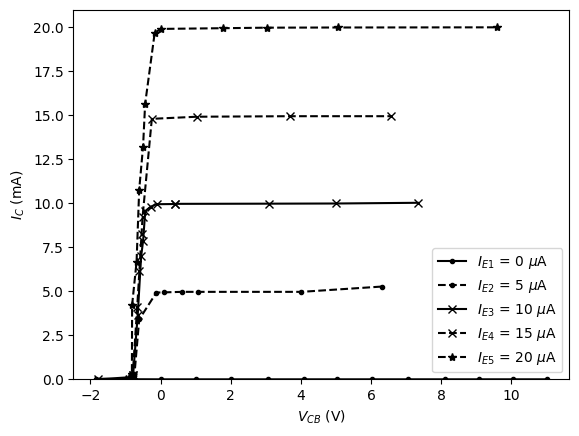 20.0
17.5
15.0
12.5
10.0
7.5
5.0
2.5
0.0
I_C (mA)
−2 0 2 4 6 8 10
V_CB (V)
I_E1 = 0 μA
I_E2 = 5 μA
I_E3 = 10 μA
I_E4 = 15 μA
I_E5 = 20 μA